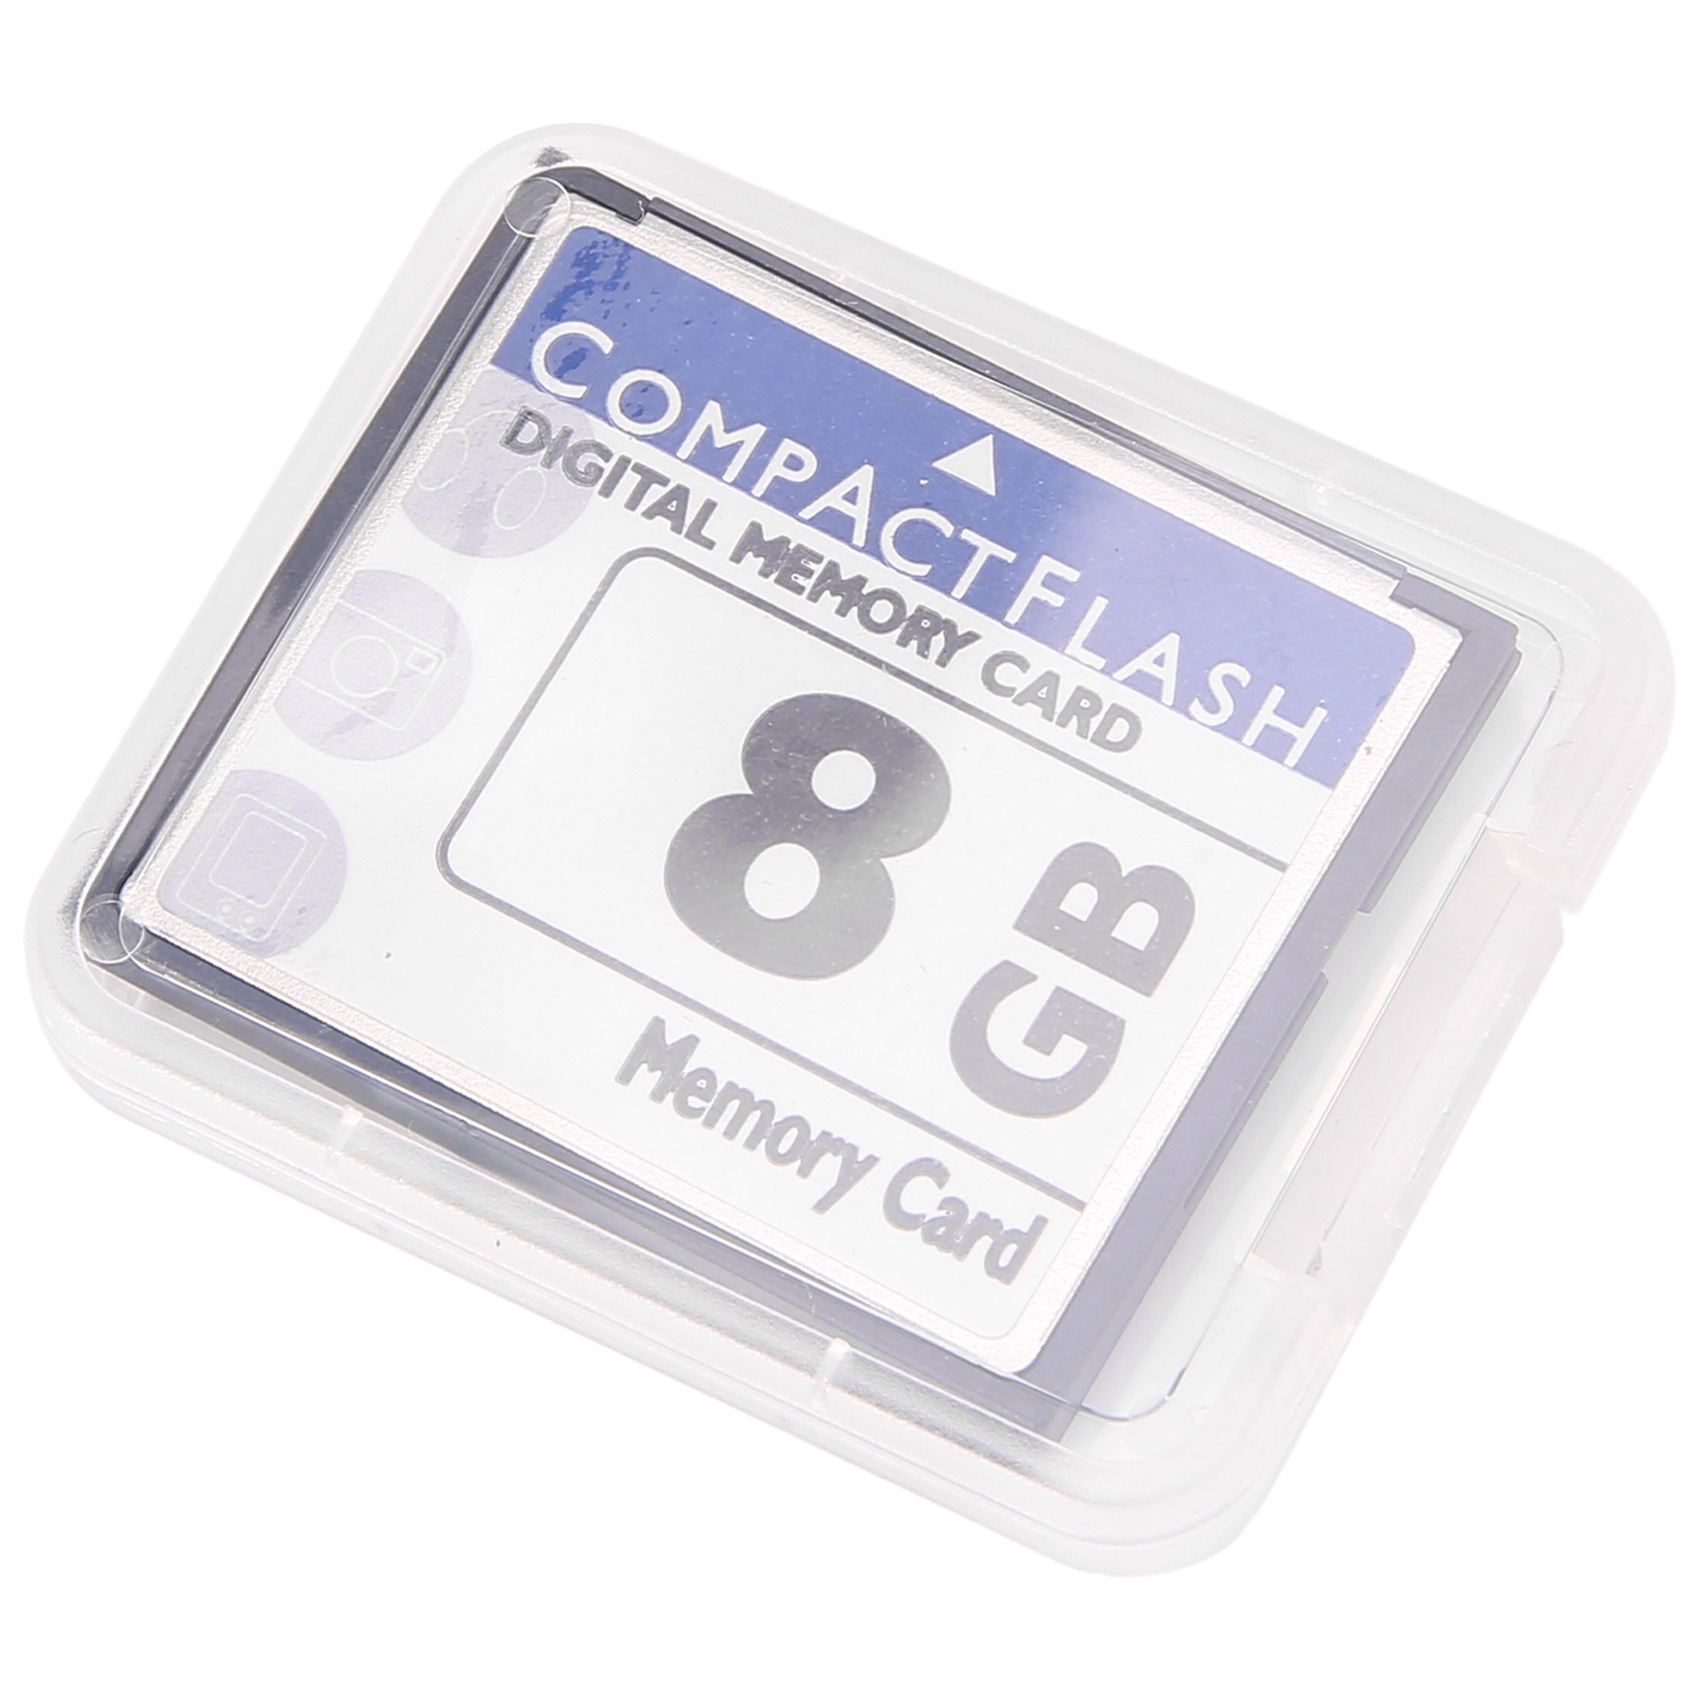 COMPACTFLASH
DIGITAL MEMORY CARD
8
GB
Memory Card